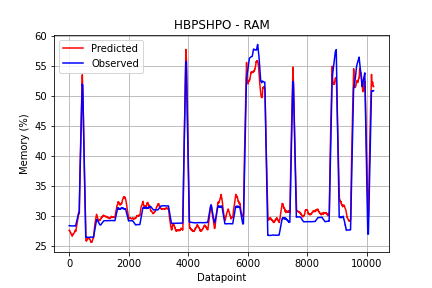 HBPSHPO - RAM
Predicted
Observed
Memory (%)
60
55
50
45
40
35
30
25
0
2000
4000
6000
8000
10000
Datapoint